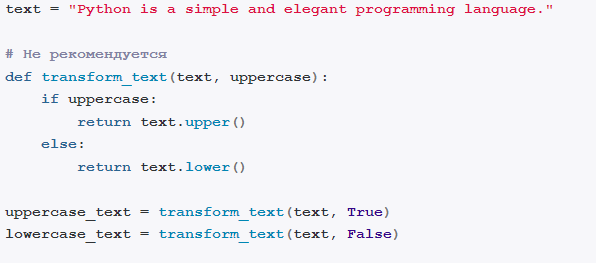 text = "Python is a simple and elegant programming language."
# Не рекомендуется
def transform_text(text, uppercase):
    if uppercase:
        return text.upper()
    else:
        return text.lower()
uppercase_text = transform_text(text, True)
lowercase_text = transform_text(text, False)